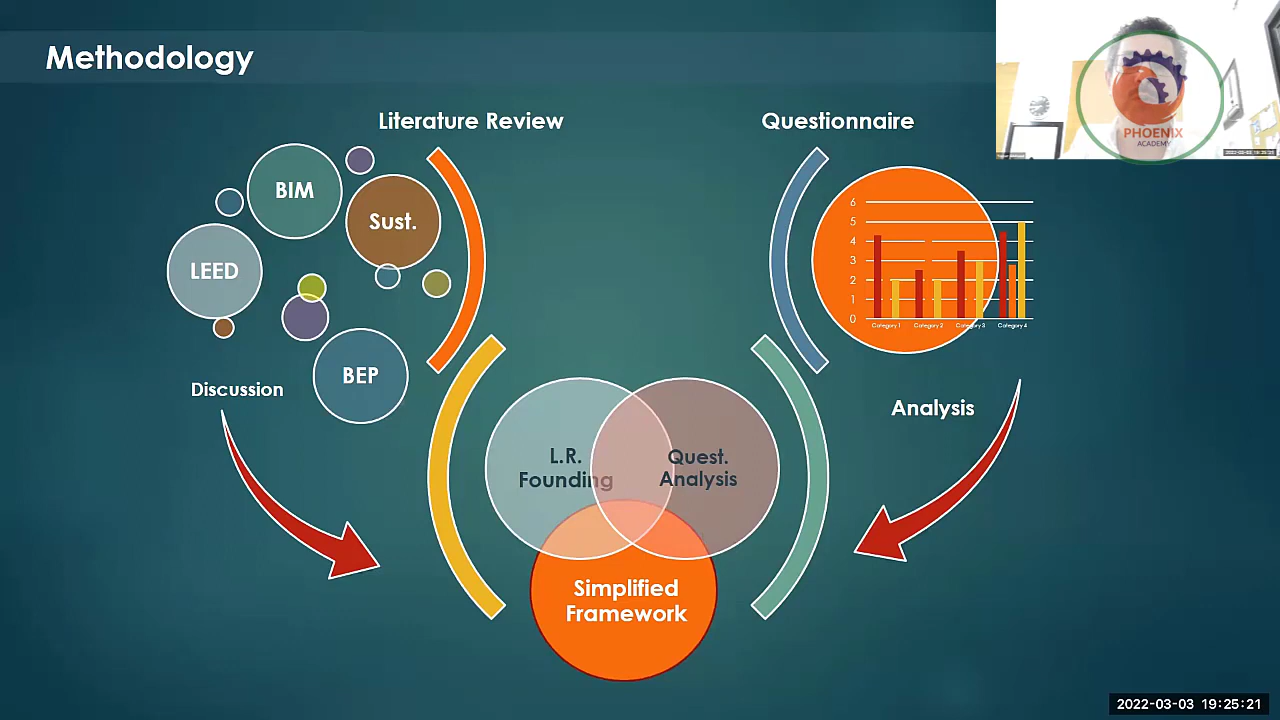 Methodology
PHOENIX
ACADEMY
Literature Review
Questionnaire
BIM
Sust.
LEED
BEP
6
5
4
3
2
1
0
Category 1
Category 2
Category 3
Category 4
Discussion
Analysis
L.R.
Founding
Quest.
Analysis
Simplified
Framework
2022-03-03 19:25:21